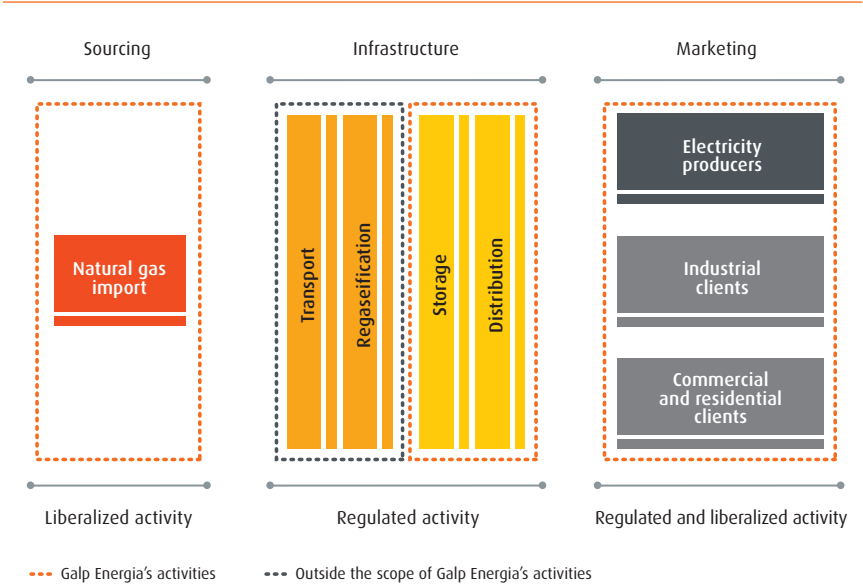 Sourcing
Infrastructure
Marketing
Natural gas
import
Transport
Regaseification
Storage
Distribution
Electricity
producers
Industrial
clients
Commercial
and residential
clients
Liberalized activity
Regulated activity
Regulated and liberalized activity
Galp Energia's activities
Outside the scope of Galp Energia's activities